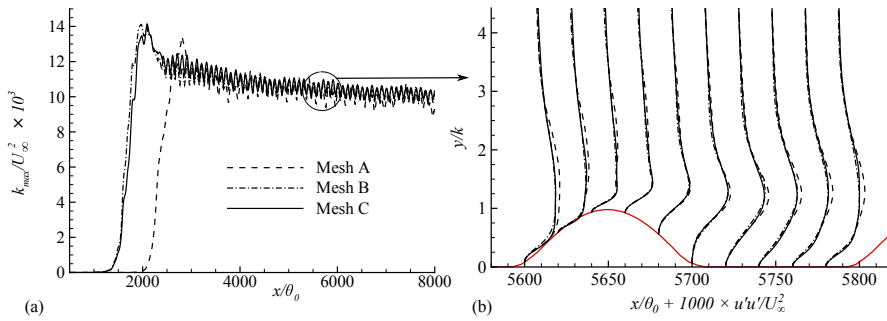 14
12
10
8
6
4
2
0
k_max/U_∞^2 × 10^3
Mesh A
Mesh B
Mesh C
2000 4000 6000 8000
x/θ_0
(a)
4
3
2
1
0
y/k
5600 5650 5700 5750 5800
x/θ_0 + 1000 × u'u'/U_∞^2
(b)